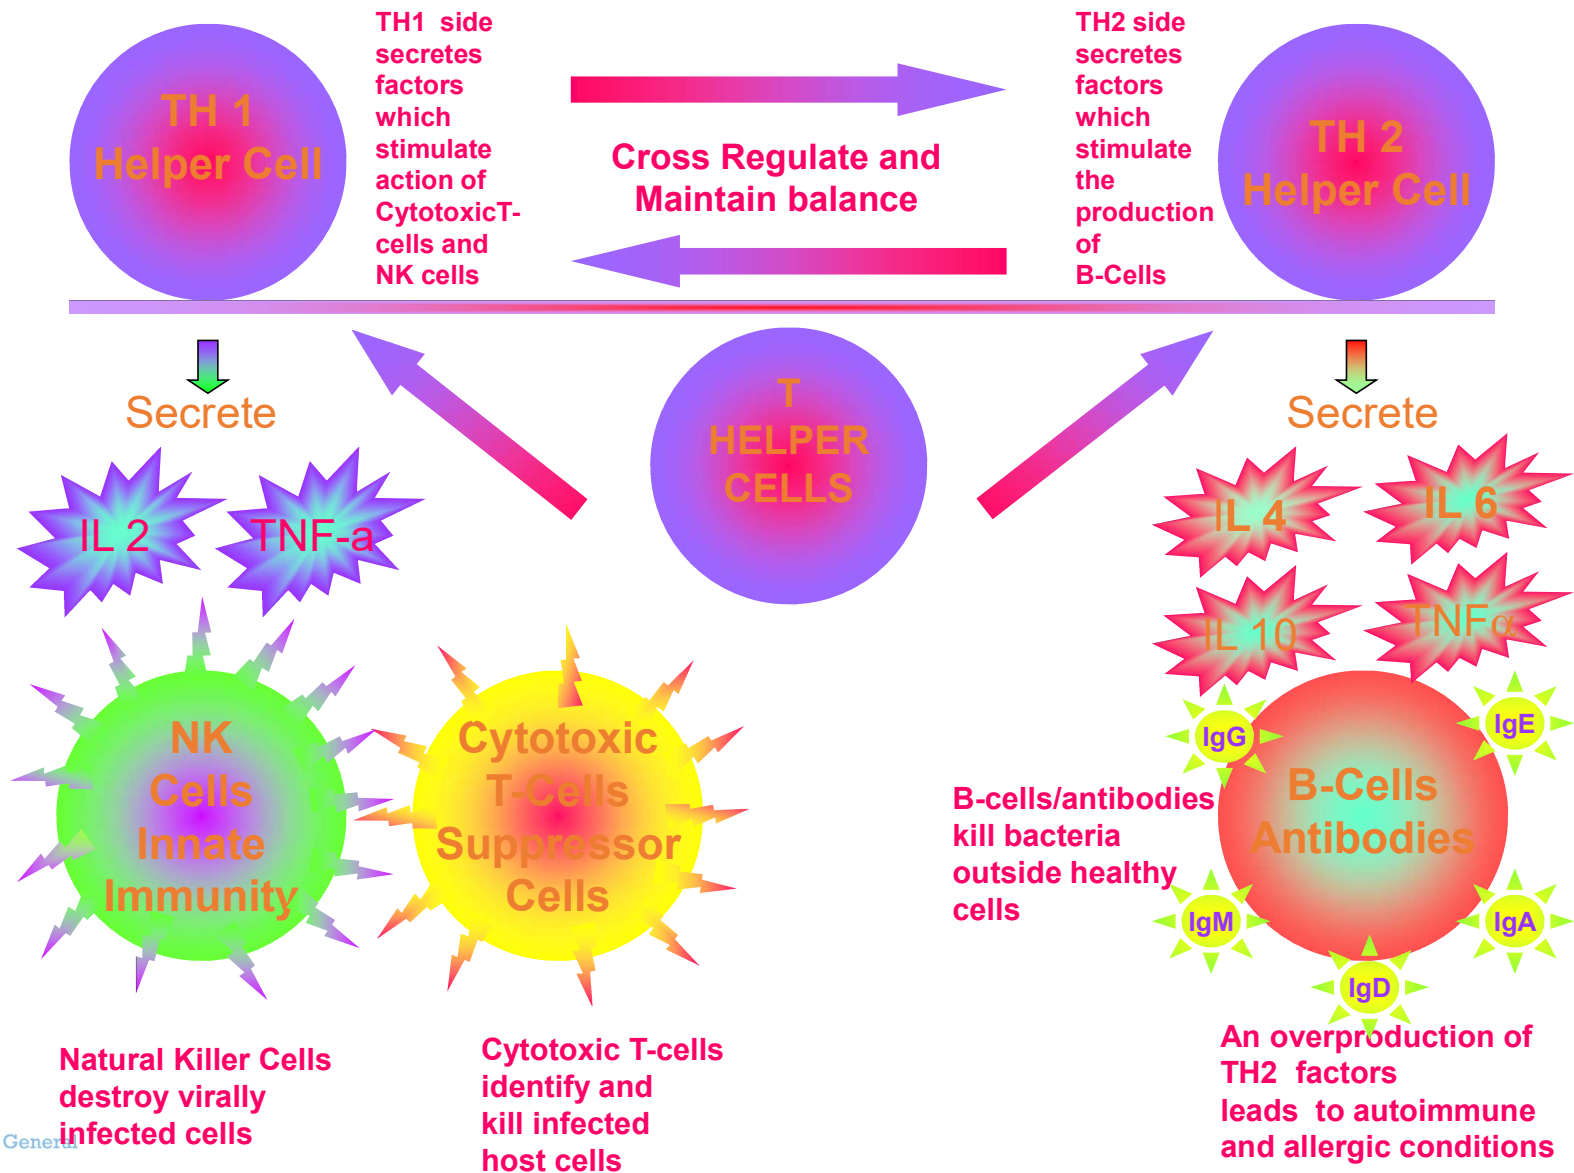 TH 1
Helper Cell
TH1 side
secretes
factors
which
stimulate
action of
CytotoxicT-
cells and
NK cells
Cross Regulate and
Maintain balance
TH2 side
secretes
factors
which
stimulate
the
production
of
B-Cells
TH 2
Helper Cell
Secrete
T
HELPER
CELLS
Secrete
IL 2
TNF-a
IL 4
IL 6
IL 10
TNFα
NK
Cells
Innate
Immunity
Cytotoxic
T-Cells
Suppressor
Cells
B-cells/antibodies
kill bacteria
outside healthy
cells
IgG
IgE
B-Cells
Antibodies
IgM
IgA
IgD
Natural Killer Cells
destroy virally
infected cells
General
Cytotoxic T-cells
identify and
kill infected
host cells
An overproduction of
TH2 factors
leads to autoimmune
and allergic conditions